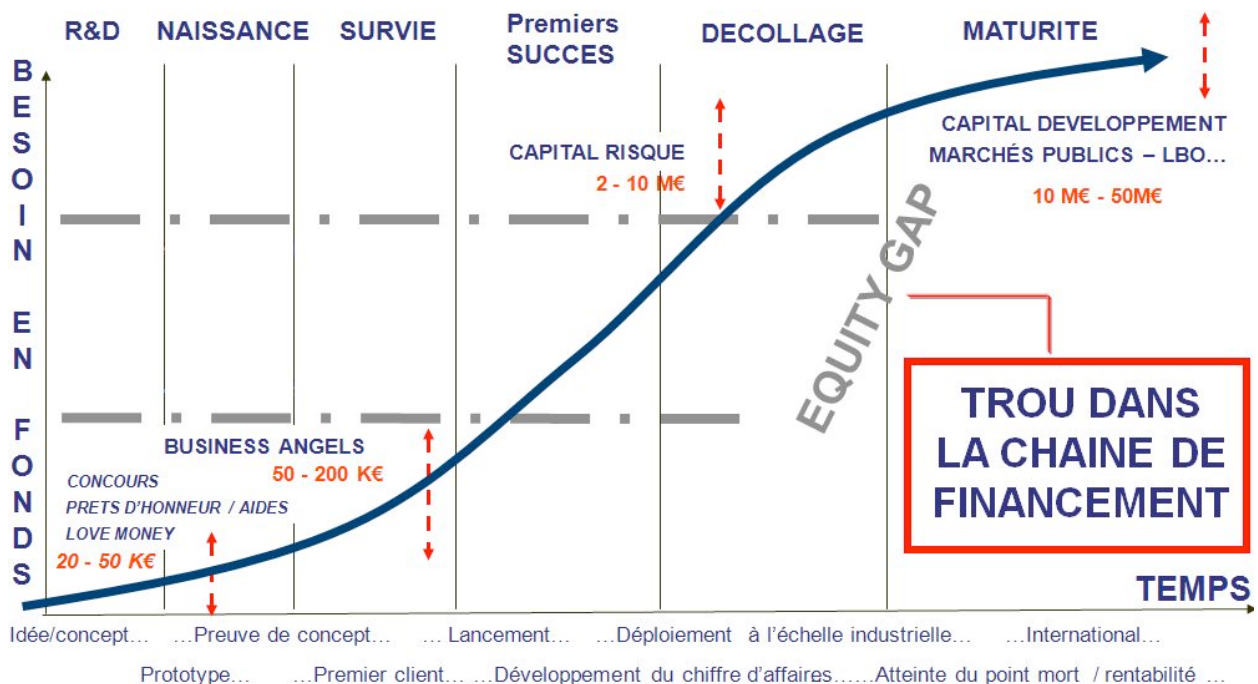 R&D
NAISSANCE
SURVIE
Premiers
SUCCES
DECOLLAGE
MATURITE
BESOIN EN FONDS
CAPITAL RISQUE
2 - 10 M€
CAPITAL DEVELOPPEMENT
MARCHÉS PUBLICS – LBO…
10 M€ - 50M€
EQUITY GAP
TROU DANS
LA CHAINE DE
FINANCEMENT
BUSINESS ANGELS
50 - 200 K€
CONCOURS
PRETS D'HONNEUR / AIDES
LOVE MONEY
20 - 50 K€
TEMPS
Idée/concept… …Preuve de concept… … Lancement… …Déploiement à l'échelle industrielle… …International…
Prototype… …Premier client… …Développement du chiffre d'affaires……Atteinte du point mort / rentabilité …